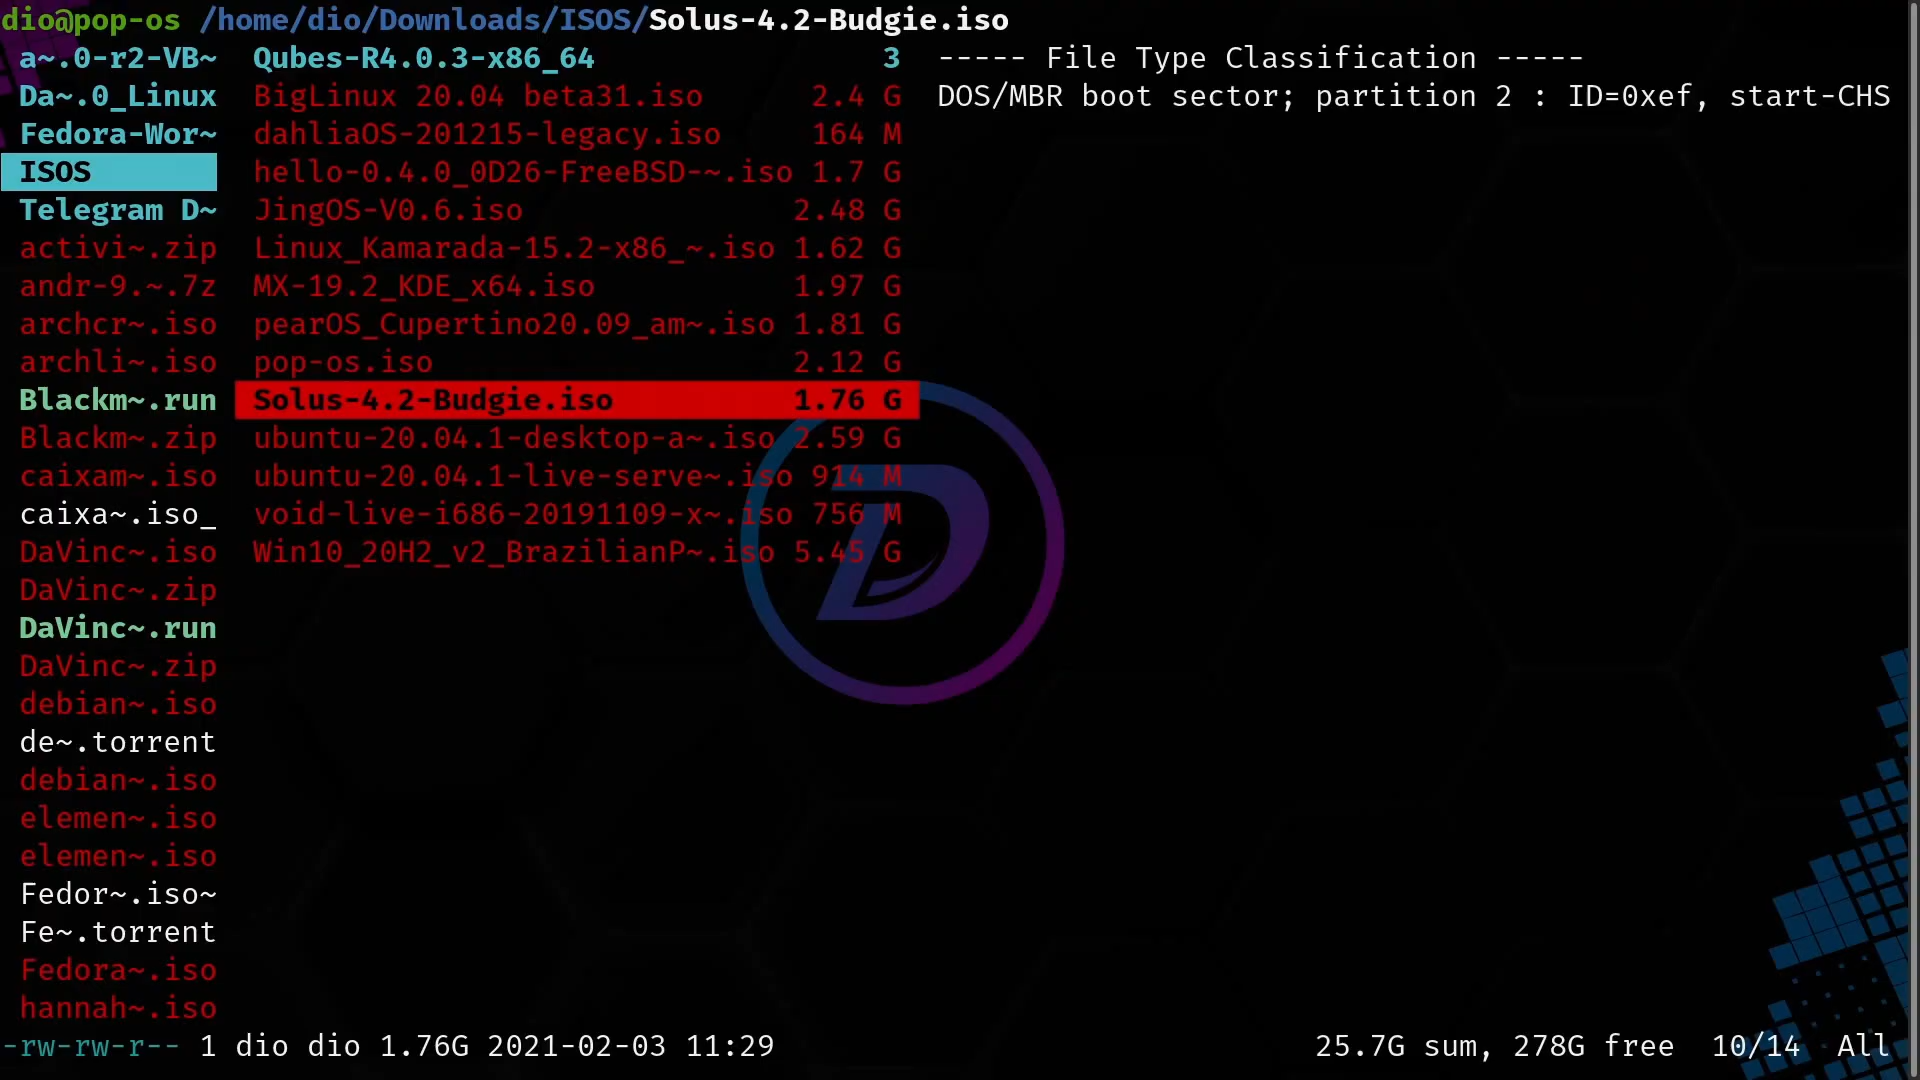 dio@pop-os /home/dio/Downloads/ISOS/Solus-4.2-Budgie.iso
a~.0-r2-VB~ Qubes-R4.0.3-x86_64 3 ----- File Type Classification -----
Da~.0_Linux BigLinux 20.04 beta31.iso 2.4 G DOS/MBR boot sector; partition 2 : ID=0xef, start-CHS
Fedora-Wor~ dahliaOS-201215-legacy.iso 164 M
ISOS hello-0.4.0_0D26-FreeBSD-~.iso 1.7 G
Telegram D~ JingOS-V0.6.iso 2.48 G
activi~.zip Linux_Kamarada-15.2-x86_~.iso 1.62 G
andr-9.~.7z MX-19.2_KDE_x64.iso 1.97 G
archcr~.iso pearOS_Cupertino20.09_am~.iso 1.81 G
archli~.iso pop-os.iso 2.12 G
Blackm~.run Solus-4.2-Budgie.iso 1.76 G
Blackm~.zip ubuntu-20.04.1-desktop-a~.iso 2.59 G
caixam~.iso ubuntu-20.04.1-live-serve~.iso 914 M
caixa~.iso_ void-live-i686-20191109-x~.iso 756 M
DaVinc~.iso Win10_20H2_v2_BrazilianP~.iso 5.45 G
DaVinc~.zip
DaVinc~.run
DaVinc~.zip
debian~.iso
de~.torrent
debian~.iso
elemen~.iso
elemen~.iso
Fedor~.iso~
Fe~.torrent
Fedora~.iso
hannah~.iso
-rw-rw-r-- 1 dio dio 1.76G 2021-02-03 11:29 25.7G sum, 278G free 10/14 All